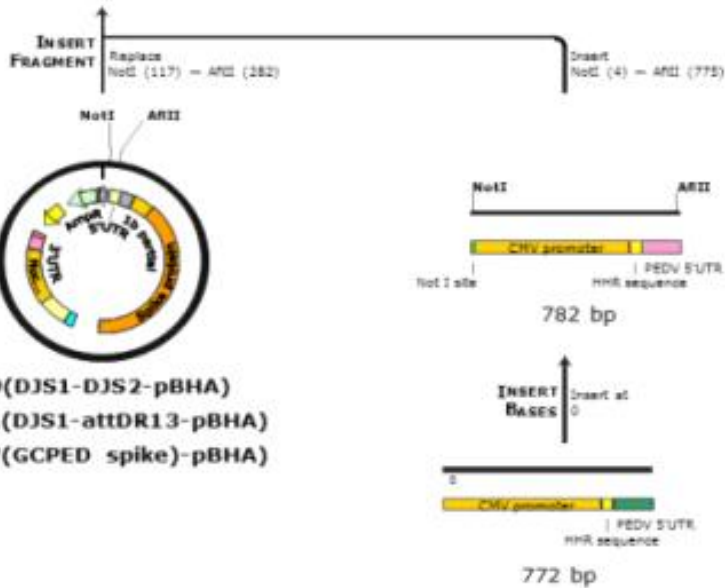 INSERT
FRAGMENT
Replace
NotI (117) – AflII (282)
Insert
NotI (4) – AflII (775)
NotI AflII
AmpR
5'UTR
1b partial
3'UTR
NotI AflII
CMV promoter
PEDV 5'UTR
Not I site
HHR sequence
782 bp
(DJS1-DJS2-pBHA)
(DJS1-attDR13-pBHA)
(GCPED spike)-pBHA)
INSERT
BASES
Insert at
0
0
CMV promoter
PEDV 5'UTR
HHR sequence
772 bp